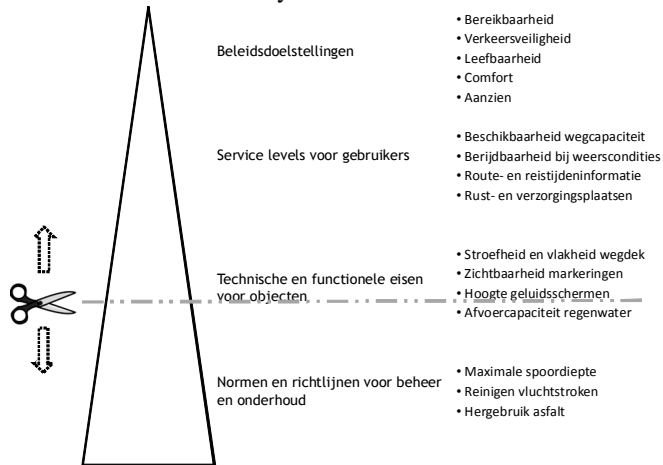 Beleidsdoelstellingen
• Bereikbaarheid
• Verkeersveiligheid
• Leefbaarheid
• Comfort
• Aanzien
Service levels voor gebruikers
• Beschikbaarheid wegcapaciteit
• Berijdbaarheid bij weerscondities
• Route- en reistijdeninformatie
• Rust- en verzorgingsplaatsen
Technische en functionele eisen
voor objecten
• Stroefheid en vlakheid wegdek
• Zichtbaarheid markeringen
• Hoogte geluidsschermen
• Afvoercapaciteit regenwater
Normen en richtlijnen voor beheer
en onderhoud
• Maximale spoordiepte
• Reinigen vluchtstroken
• Hergebruik asfalt